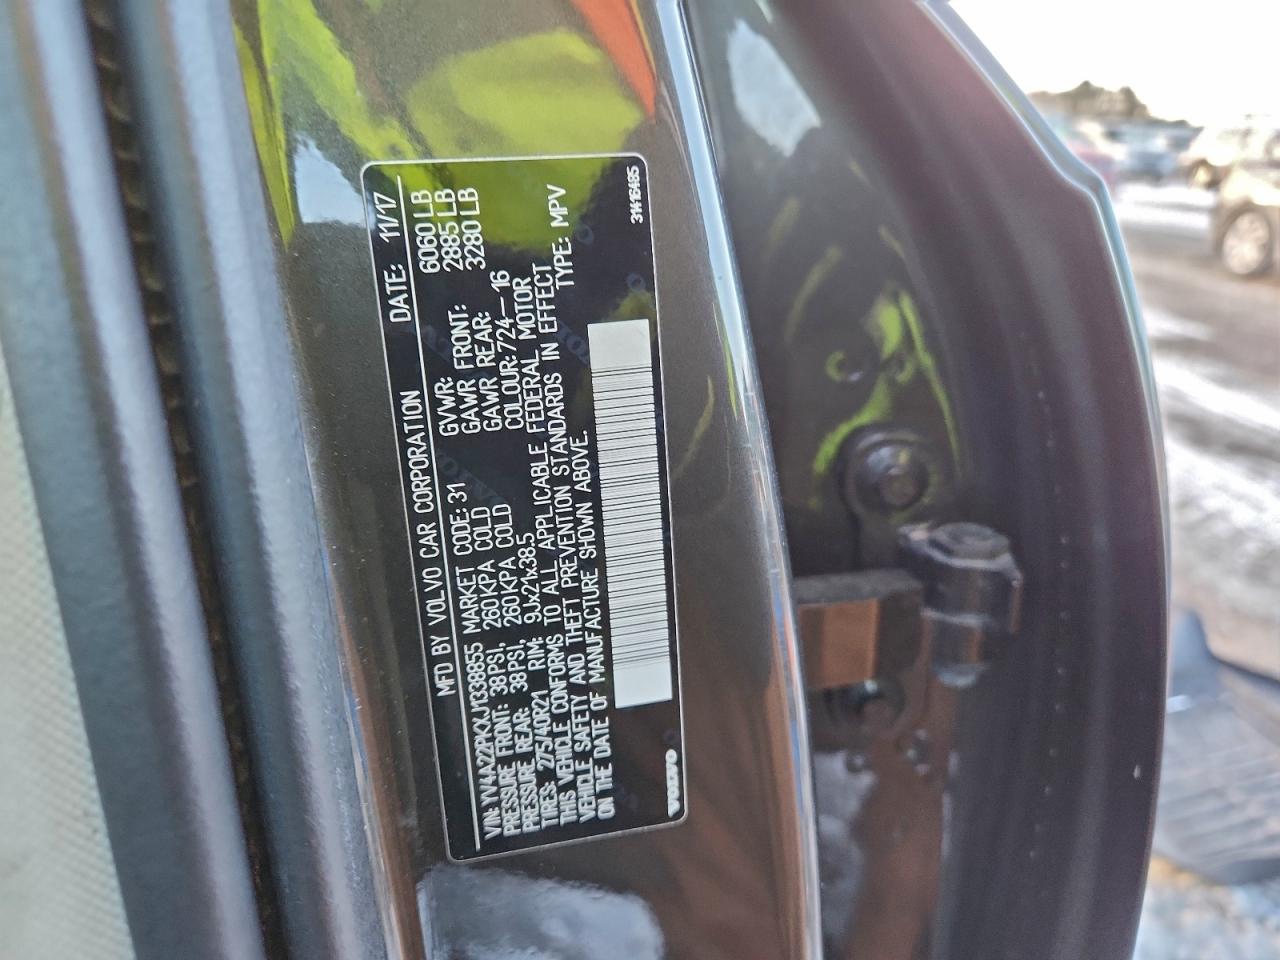 MFD BY VOLVO CAR CORPORATION DATE: 11/17
VIN: YV4A22PKXJ1338855 MARKET CODE: 31 GVWR: 6060 LB
PRESSURE FRONT: 38PSI, 260KPA COLD GAWR FRONT: 2885 LB
PRESSURE REAR: 38PSI, 260KPA COLD GAWR REAR: 3280 LB
TIRES: 275/40R21 RIM: 9Jx21x38.5 COLOUR: 724-16
THIS VEHICLE CONFORMS TO ALL APPLICABLE FEDERAL MOTOR
VEHICLE SAFETY AND THEFT PREVENTION STANDARDS IN EFFECT
ON THE DATE OF MANUFACTURE SHOWN ABOVE. TYPE: MPV
VOLVO 31416485